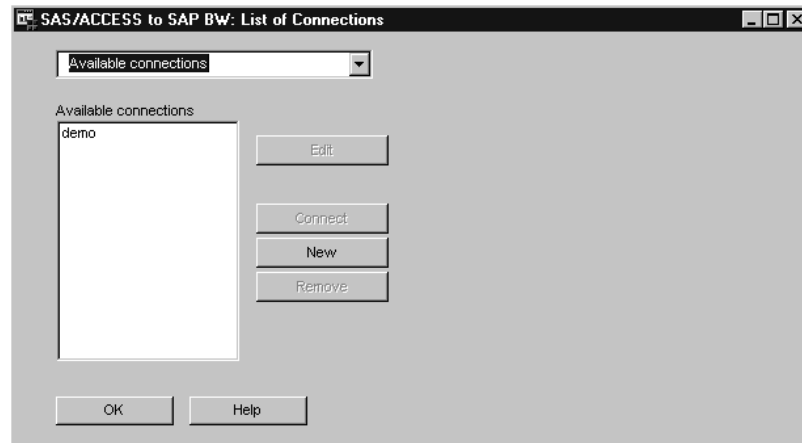 SAS/ACCESS to SAP BW: List of Connections
Available connections
Available connections
demo
Edit
Connect
New
Remove
OK Help